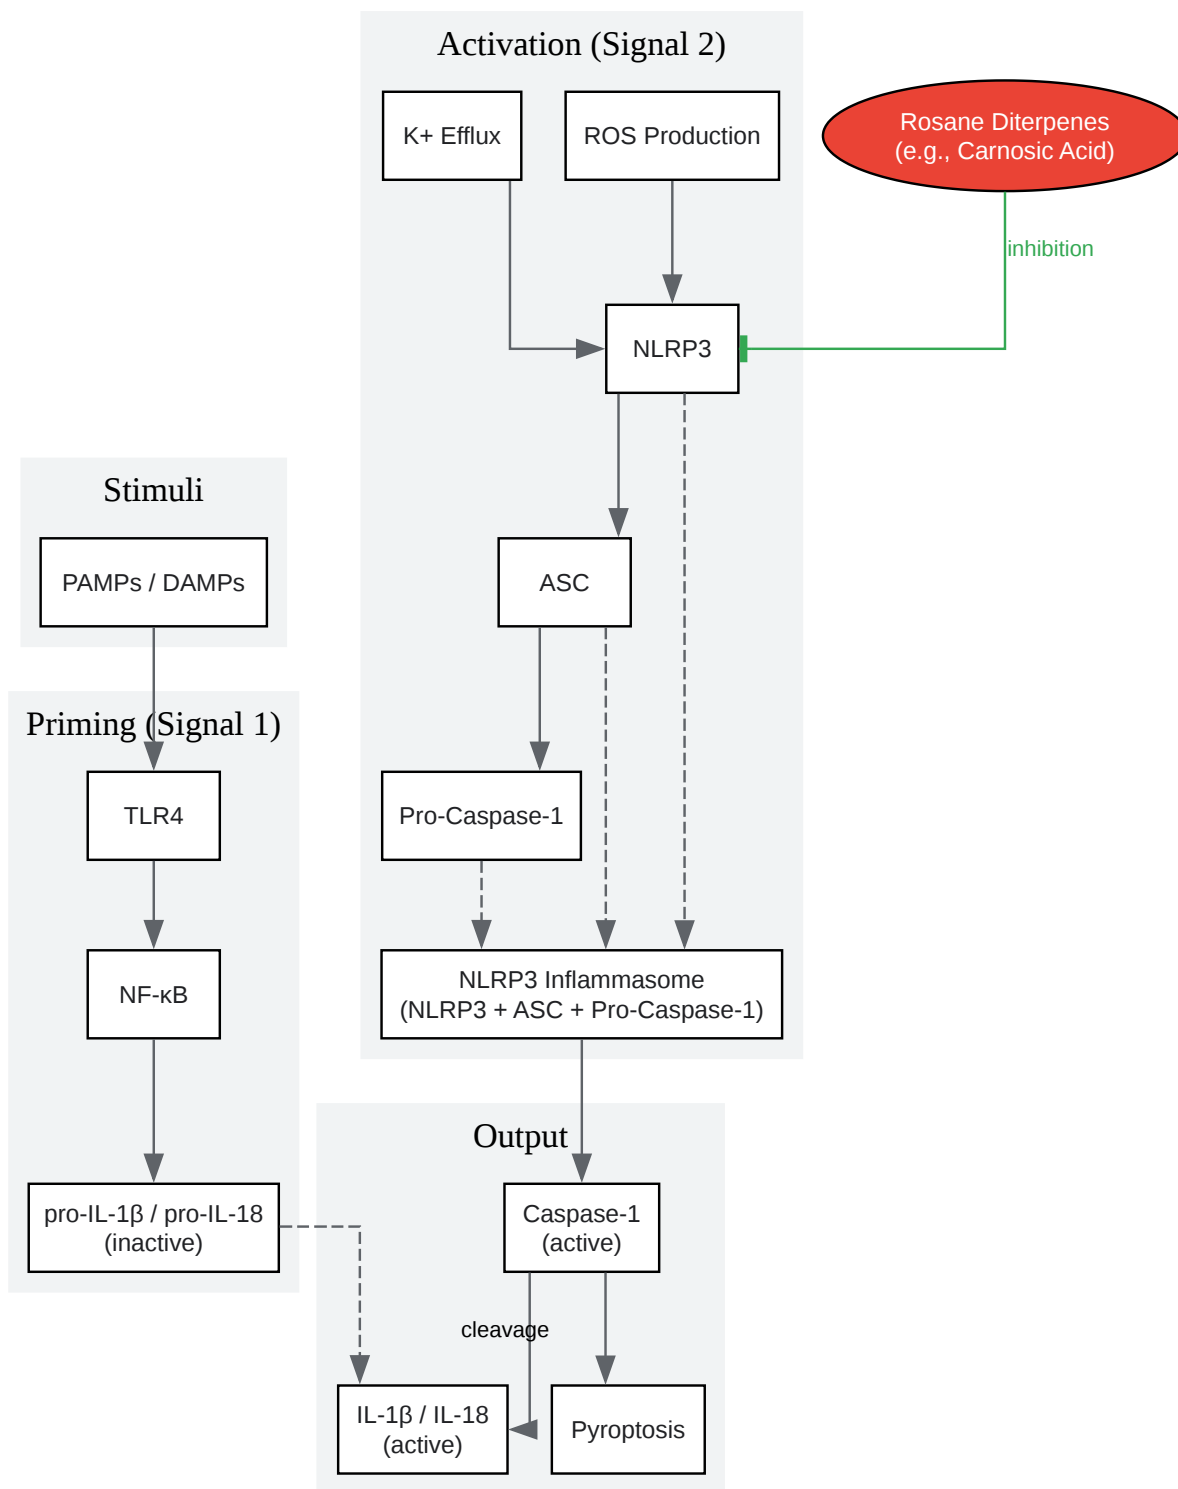 Activation (Signal 2)
K+ Efflux
ROS Production
Rosane Diterpenes
(e.g., Carnosic Acid)
inhibition
NLRP3
Stimuli
PAMPs / DAMPs
ASC
Priming (Signal 1)
TLR4
Pro-Caspase-1
NF-κB
NLRP3 Inflammasome
(NLRP3 + ASC + Pro-Caspase-1)
Output
pro-IL-1β / pro-IL-18
(inactive)
Caspase-1
(active)
cleavage
IL-1β / IL-18
(active)
Pyroptosis